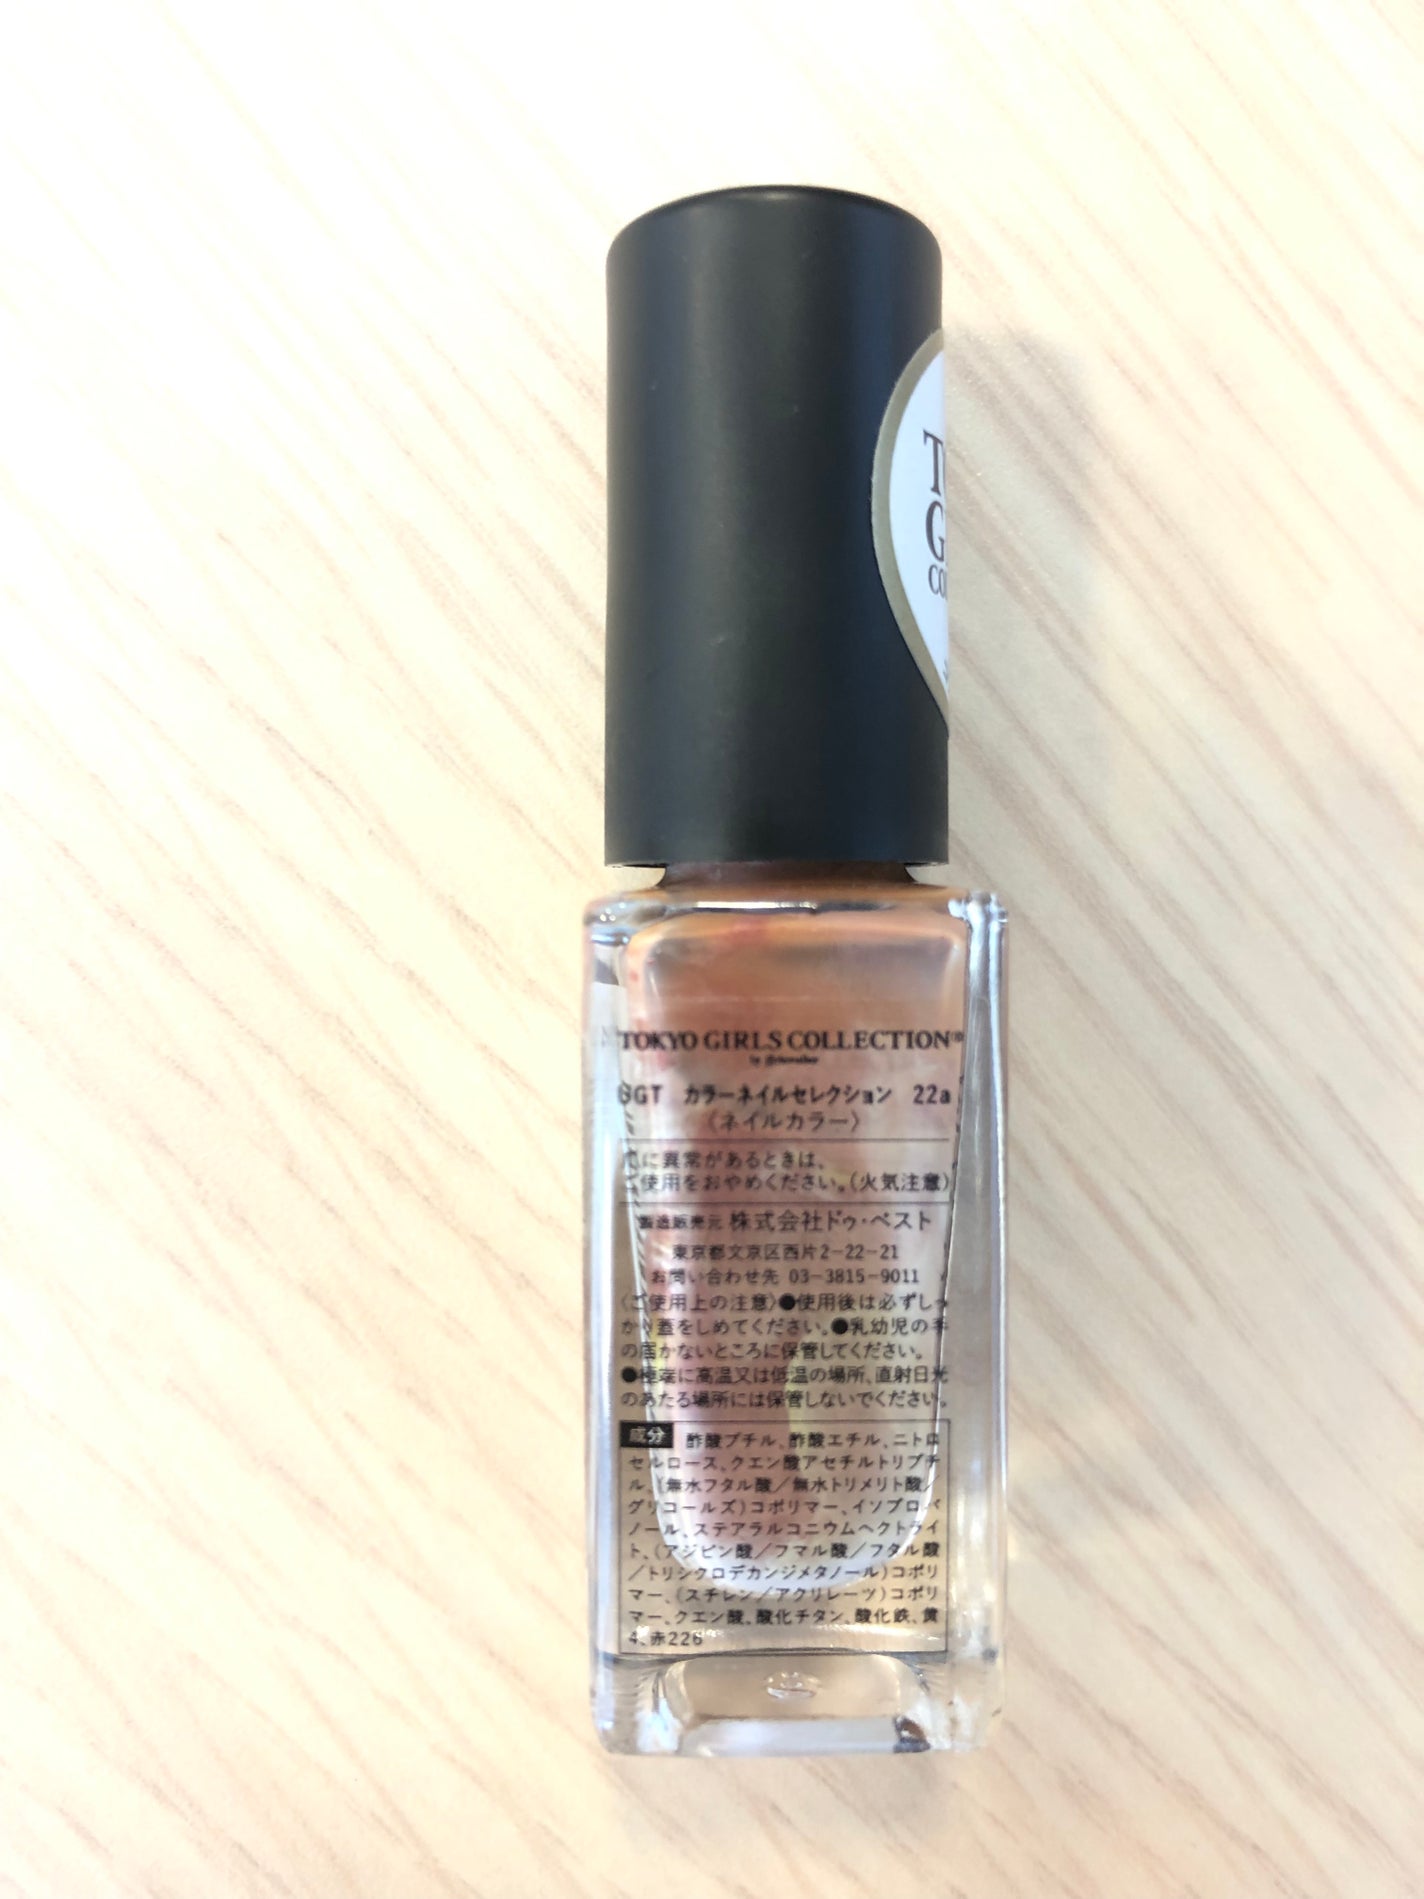 T
G
TOKYO GIRLS COLLECTION®
GGT カラーネイルセレクション 22a
〈ネイルカラー〉
爪に異常があるときは、
ご使用をおやめください。(火気注意)
製造販売元 株式会社ドゥ・ベスト
東京都文京区西片2-22-21
お問い合わせ先 03-3815-9011
〈ご使用上の注意〉●使用後は必ずしっ
かり蓋をしめてください。●乳幼児の手
の届かないところに保管してください。
●極端に高温又は低温の場所、直射日光
のあたる場所には保管しないでください。
成分 酢酸ブチル、酢酸エチル、ニトロ
セルロース、クエン酸アセチルトリブチ
ル、(無水フタル酸/無水トリメリト酸/
グリコールズ)コポリマー、イソプロパ
ノール、ステアラルコニウムヘクトライ
ト、(アジピン酸/フマル酸/フタル酸
/トリシクロデカンジメタノール)コポリ
マー、(スチレン/アクリレーツ)コポリ
マー、クエン酸、酸化チタン、酸化鉄、黄
4、赤226